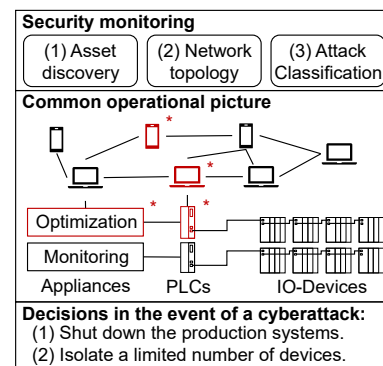 Security monitoring
(1) Asset discovery
(2) Network topology
(3) Attack Classification
Common operational picture
*
*
Optimization * *
Monitoring
Appliances PLCs IO-Devices
Decisions in the event of a cyberattack:
(1) Shut down the production systems.
(2) Isolate a limited number of devices.